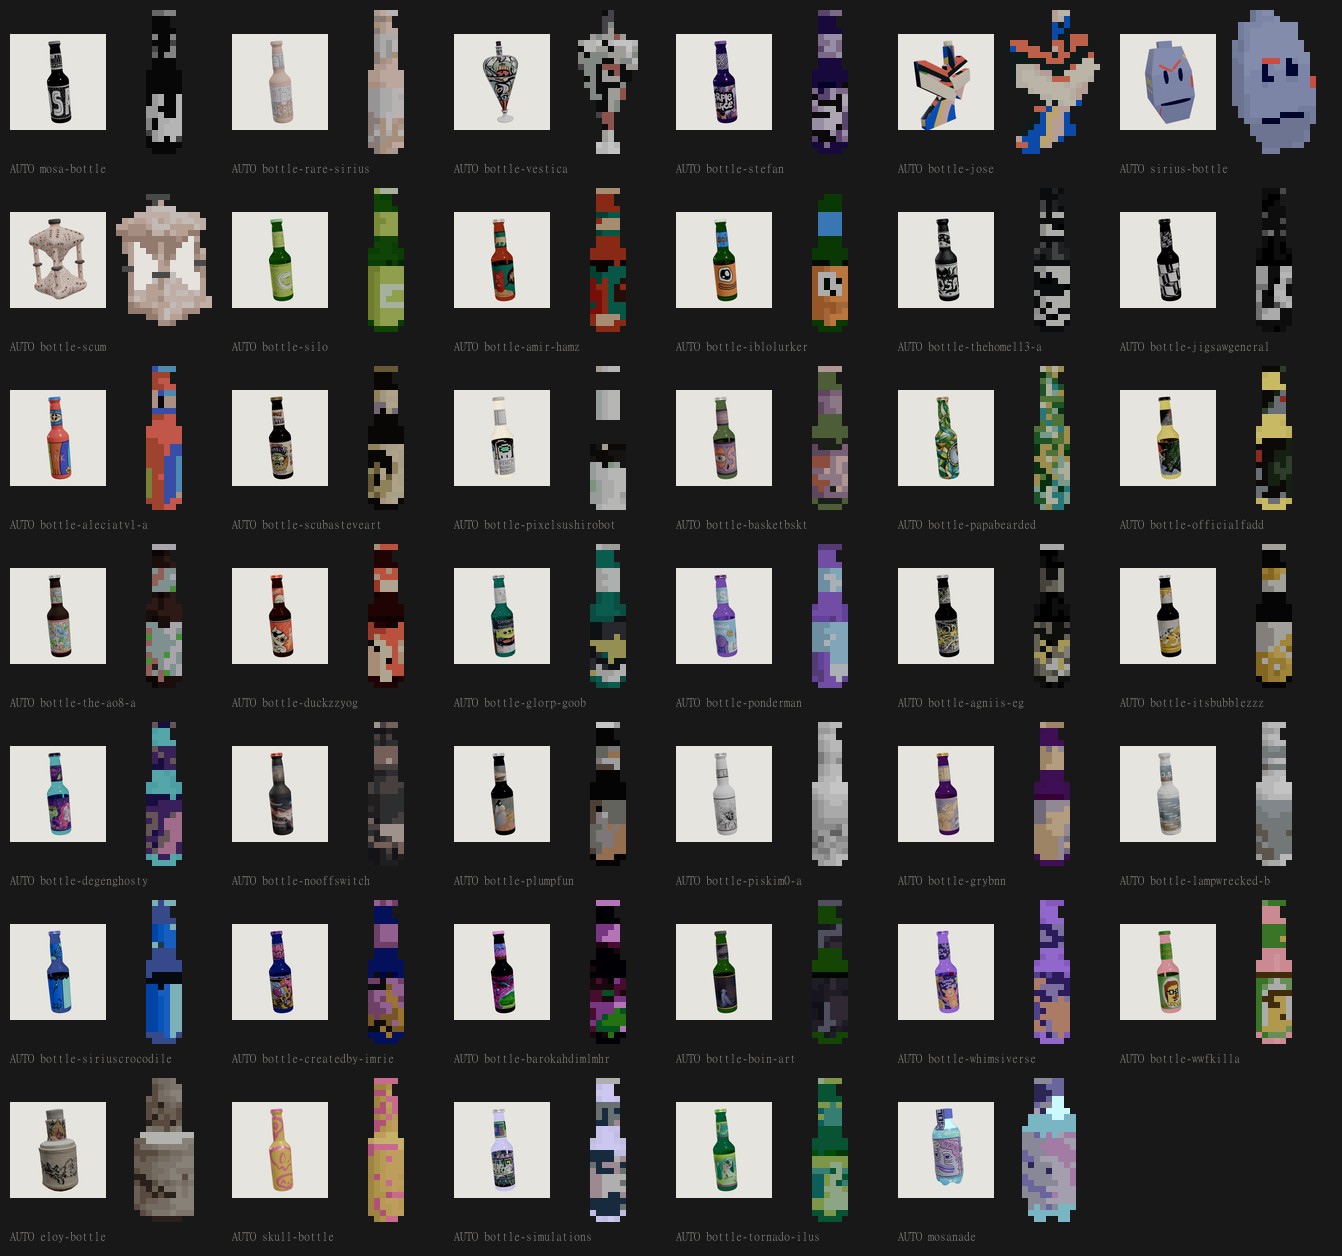 AUTO mosa-bottle
AUTO bottle-rare-sirius
AUTO bottle-vestica
AUTO bottle-stefan
AUTO bottle-jose
AUTO sirius-bottle
AUTO bottle-scum
AUTO bottle-silo
AUTO bottle-amir-hamz
AUTO bottle-iblolurker
AUTO bottle-thehomell3-a
AUTO bottle-jigsawgeneral
AUTO bottle-aleciatvl-a
AUTO bottle-scubasteveart
AUTO bottle-pixelsushirobot
AUTO bottle-basketbskt
AUTO bottle-papabearded
AUTO bottle-officialfadd
AUTO bottle-the-ao8-a
AUTO bottle-duckzzyog
AUTO bottle-glorp-goob
AUTO bottle-ponderman
AUTO bottle-agniis-eg
AUTO bottle-itsbubblezzz
AUTO bottle-degenghosty
AUTO bottle-nooffswitch
AUTO bottle-plumpfun
AUTO bottle-piskim0-a
AUTO bottle-grybnn
AUTO bottle-lampwrecked-b
AUTO bottle-siriuscrocodile
AUTO bottle-createdby-imrie
AUTO bottle-barokahdimlmhr
AUTO bottle-boin-art
AUTO bottle-whimsiverse
AUTO bottle-wwfkilla
AUTO eloy-bottle
AUTO skull-bottle
AUTO bottle-simulations
AUTO bottle-tornado-ilus
AUTO mosanade